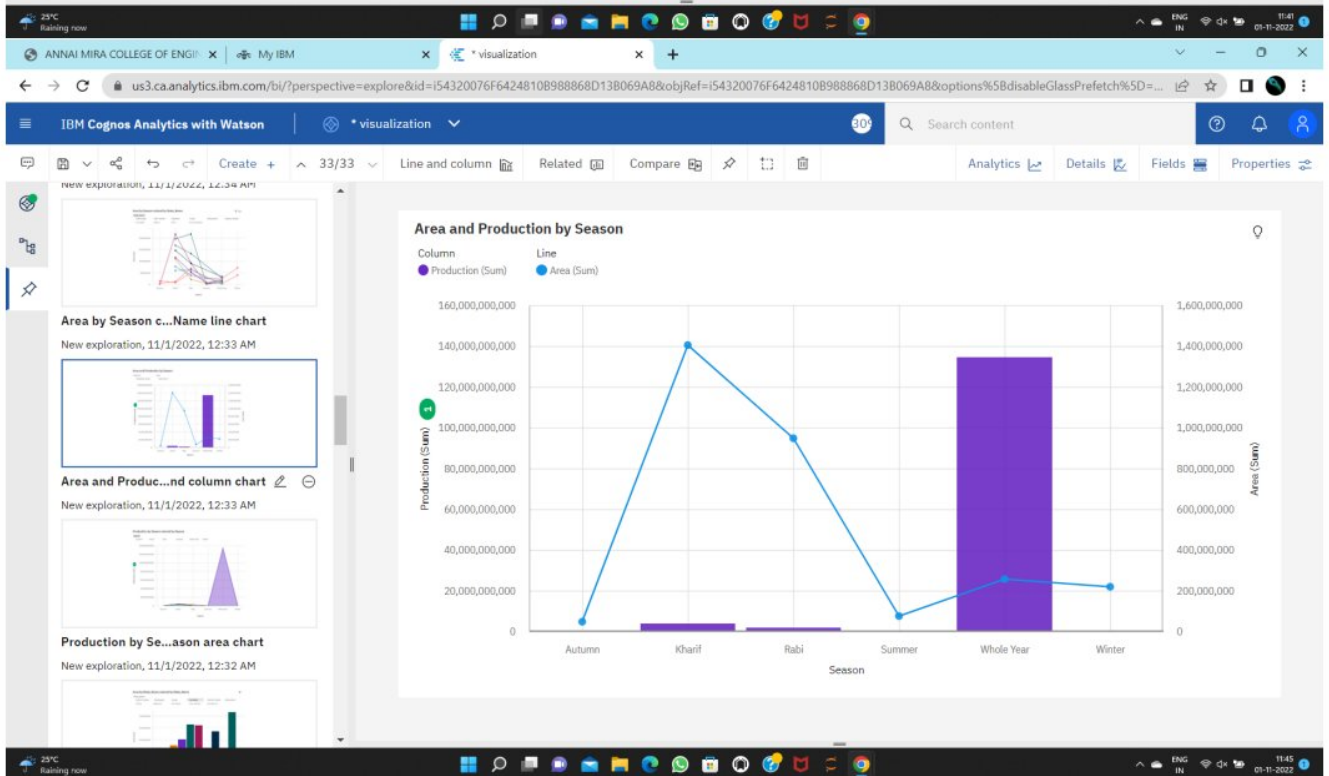 25°C
Raining now
ENG
IN
11:41
01-11-2022
ANNAI MIRA COLLEGE OF ENGIN
My IBM
* visualization
us3.ca.analytics.ibm.com/bi/?perspective=explore&id=i54320076F6424810B988868D13B069A8&objRef=i54320076F6424810B988868D13B069A8&options%5BdisableGlassPrefetch%5D=...
IBM Cognos Analytics with Watson
* visualization
Search content
Create +
33/33
Line and column
Related
Compare
Analytics
Details
Fields
Properties
New exploration, 11/1/2022, 12:34 AM
Area by Season c...Name line chart
New exploration, 11/1/2022, 12:33 AM
Area and Produc...nd column chart
New exploration, 11/1/2022, 12:33 AM
Production by Se...ason area chart
New exploration, 11/1/2022, 12:32 AM
Area and Production by Season
Column
Line
Production (Sum)
Area (Sum)
160,000,000,000
140,000,000,000
120,000,000,000
100,000,000,000
80,000,000,000
60,000,000,000
40,000,000,000
20,000,000,000
0
Production (Sum)
1
1,600,000,000
1,400,000,000
1,200,000,000
1,000,000,000
800,000,000
600,000,000
400,000,000
200,000,000
0
Area (Sum)
Autumn
Kharif
Rabi
Summer
Whole Year
Winter
Season
25°C
Raining now
ENG
IN
11:45
01-11-2022